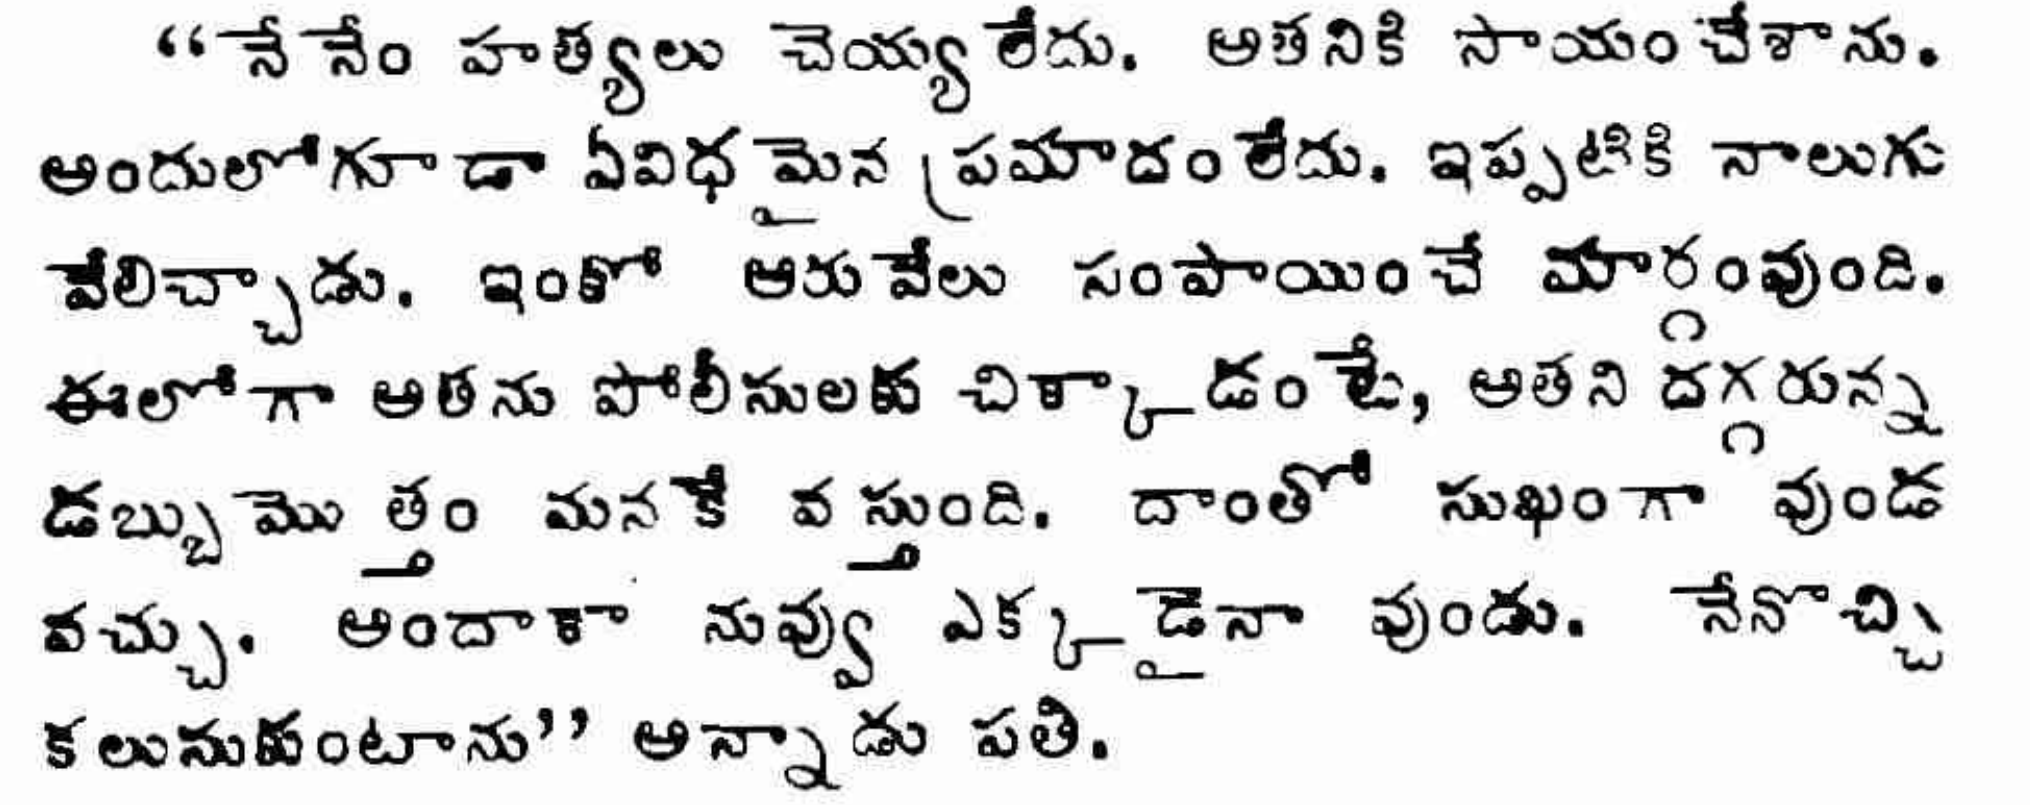 “నేనేం హత్యలు చెయ్యలేదు. అతనికి సాయంచేశాను.
అందులోగూడా ఏవిధమైన ప్రమాదంలేదు. ఇప్పటికి నాలుగు
వేలిచ్చాడు. ఇంకో ఆరువేలు సంపాయించే మార్గంవుంది.
ఈలోగా అతను పోలీసులకు చిక్కాడంటే, అతని దగ్గరున్న
డబ్బుమొత్తం మనకే వస్తుంది. దాంతో సుఖంగా వుండ
వచ్చు. అందాకా నువ్వు ఎక్కడైనా వుండు. నేనొచ్చి
కలుసుకుంటాను’’ అన్నాడు పతి.